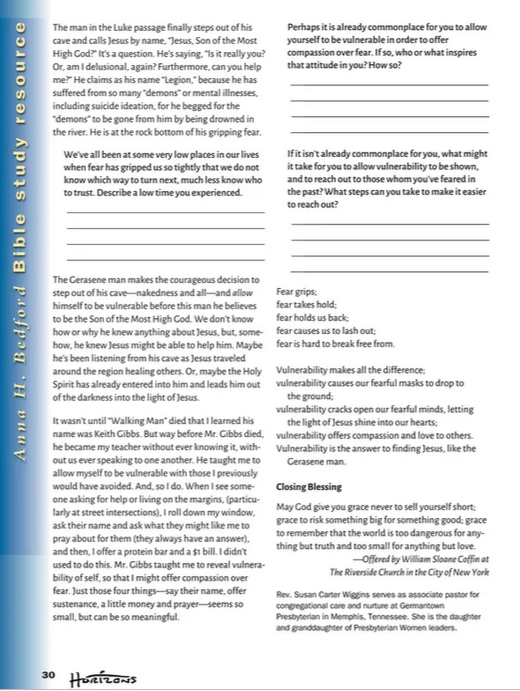 Anna H. Bedford Bible study resource
The man in the Luke passage finally steps out of his
cave and calls Jesus by name, "Jesus, Son of the Most
High God?" It's a question. He's saying, "Is it really you?
Or, am I delusional, again? Furthermore, can you help
me?" He claims as his name "Legion," because he has
suffered from so many "demons" or mental illnesses,
including suicide ideation, for he begged for the
"demons" to be gone from him by being drowned in
the river. He is at the rock bottom of his gripping fear.
We've all been at some very low places in our lives
when fear has gripped us so tightly that we do not
know which way to turn next, much less know who
to trust. Describe a low time you experienced.
The Gerasene man makes the courageous decision to
step out of his cave—nakedness and all—and allow
himself to be vulnerable before this man he believes
to be the Son of the Most High God. We don't know
how or why he knew anything about Jesus, but, some-
how, he knew Jesus might be able to help him. Maybe
he's been listening from his cave as Jesus traveled
around the region healing others. Or, maybe the Holy
Spirit has already entered into him and leads him out
of the darkness into the light of Jesus.
It wasn't until "Walking Man" died that I learned his
name was Keith Gibbs. But way before Mr. Gibbs died,
he became my teacher without ever knowing it, with-
out us ever speaking to one another. He taught me to
allow myself to be vulnerable with those I previously
would have avoided. And, so I do. When I see some-
one asking for help or living on the margins, (particu-
larly at street intersections), I roll down my window,
ask their name and ask what they might like me to
pray about for them (they always have an answer),
and then, I offer a protein bar and a $1 bill. I didn't
used to do this. Mr. Gibbs taught me to reveal vulnera-
bility of self, so that I might offer compassion over
fear. Just those four things—say their name, offer
sustenance, a little money and prayer—seems so
small, but can be so meaningful.
Perhaps it is already commonplace for you to allow
yourself to be vulnerable in order to offer
compassion over fear. If so, who or what inspires
that attitude in you? How so?
If it isn't already commonplace for you, what might
it take for you to allow vulnerability to be shown,
and to reach out to those whom you've feared in
the past? What steps can you take to make it easier
to reach out?
Fear grips;
fear takes hold;
fear holds us back;
fear causes us to lash out;
fear is hard to break free from.
Vulnerability makes all the difference;
vulnerability causes our fearful masks to drop to
the ground;
vulnerability cracks open our fearful minds, letting
the light of Jesus shine into our hearts;
vulnerability offers compassion and love to others.
Vulnerability is the answer to finding Jesus, like the
Gerasene man.
Closing Blessing
May God give you grace never to sell yourself short;
grace to risk something big for something good; grace
to remember that the world is too dangerous for any-
thing but truth and too small for anything but love.
—Offered by William Sloane Coffin at
The Riverside Church in the City of New York
Rev. Susan Carter Wiggins serves as associate pastor for
congregational care and nurture at Germantown
Presbyterian in Memphis, Tennessee. She is the daughter
and granddaughter of Presbyterian Women leaders.
30 Horizons